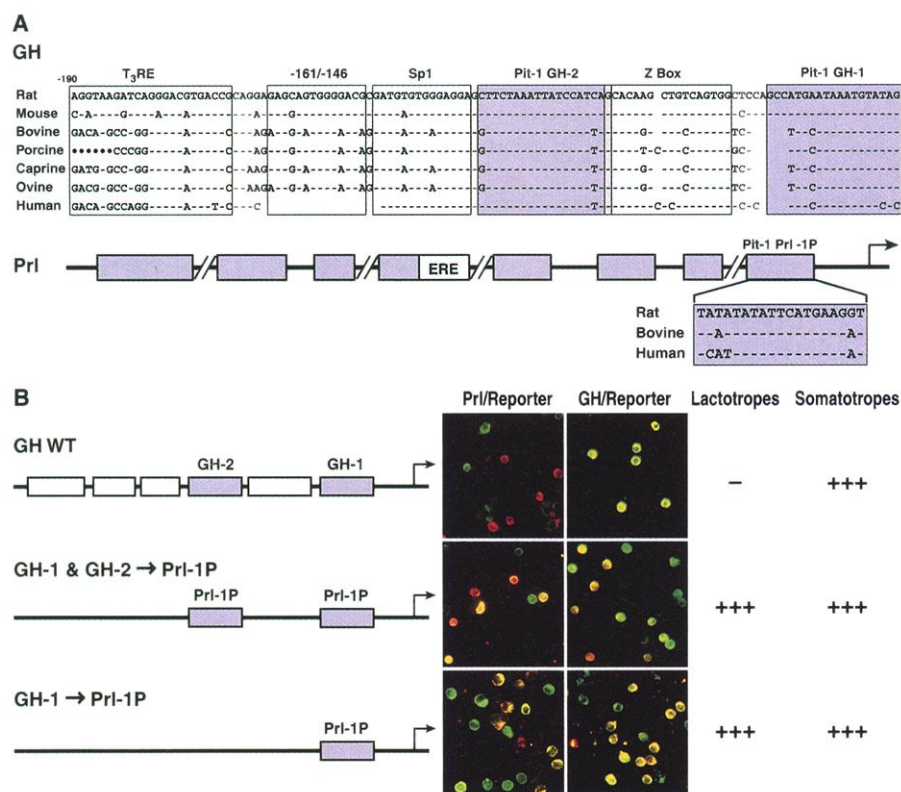 A
GH
-190 T3RE -161/-146 Sp1 Pit-1 GH-2 Z Box Pit-1 GH-1
Rat AGGTAAGATCAGGGACGTGACCGCAGGAGAGCAGTGGGGACGCGATGTGTGGGAGGAGCTTCTAAATTATCCATCAGCACAAG CTGTCAGTGGCTCCAGCCATGAATAAATGTATAG
Mouse
Bovine
Porcine
Caprine
Ovine
Human
Prl
ERE
Pit-1 Prl -1P
Rat TATATATATTCATGAAGGT
Bovine --A--------------A-
Human -CAT-------------A-
B
Prl/Reporter GH/Reporter Lactotropes Somatotropes
GH WT
GH-2 GH-1
– +++
GH-1 & GH-2 → Prl-1P
Prl-1P Prl-1P
+++ +++
GH-1 → Prl-1P
Prl-1P
+++ +++